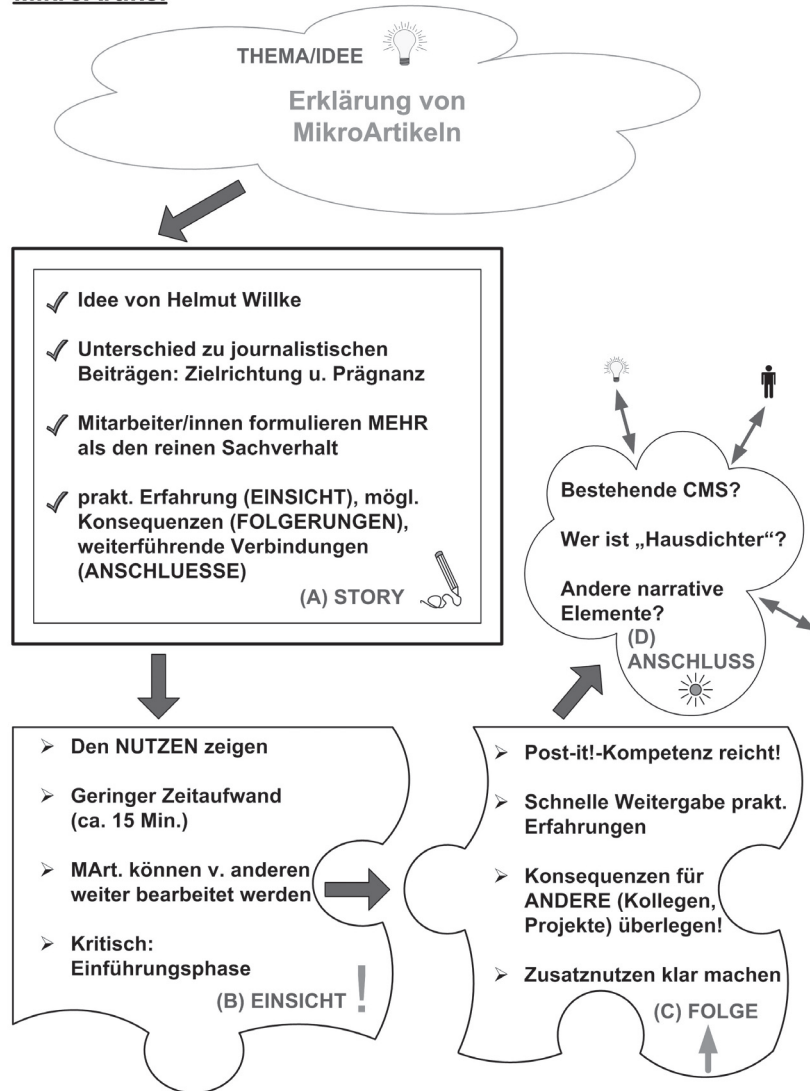 THEMA/IDEE
Erklärung von
MikroArtikeln
Idee von Helmut Willke
Unterschied zu journalistischen
Beiträgen: Zielrichtung u. Prägnanz
Mitarbeiter/innen formulieren MEHR
als den reinen Sachverhalt
prakt. Erfahrung (EINSICHT), mögl.
Konsequenzen (FOLGERUNGEN),
weiterführende Verbindungen
(ANSCHLUESSE)
(A) STORY
Den NUTZEN zeigen
Geringer Zeitaufwand
(ca. 15 Min.)
MArt. können v. anderen
weiter bearbeitet werden
Kritisch:
Einführungsphase
(B) EINSICHT !
Post-it!-Kompetenz reicht!
Schnelle Weitergabe prakt.
Erfahrungen
Konsequenzen für
ANDERE (Kollegen,
Projekte) überlegen!
Zusatznutzen klar machen
(C) FOLGE
Bestehende CMS?
Wer ist „Hausdichter“?
Andere narrative
Elemente?
(D)
ANSCHLUSS